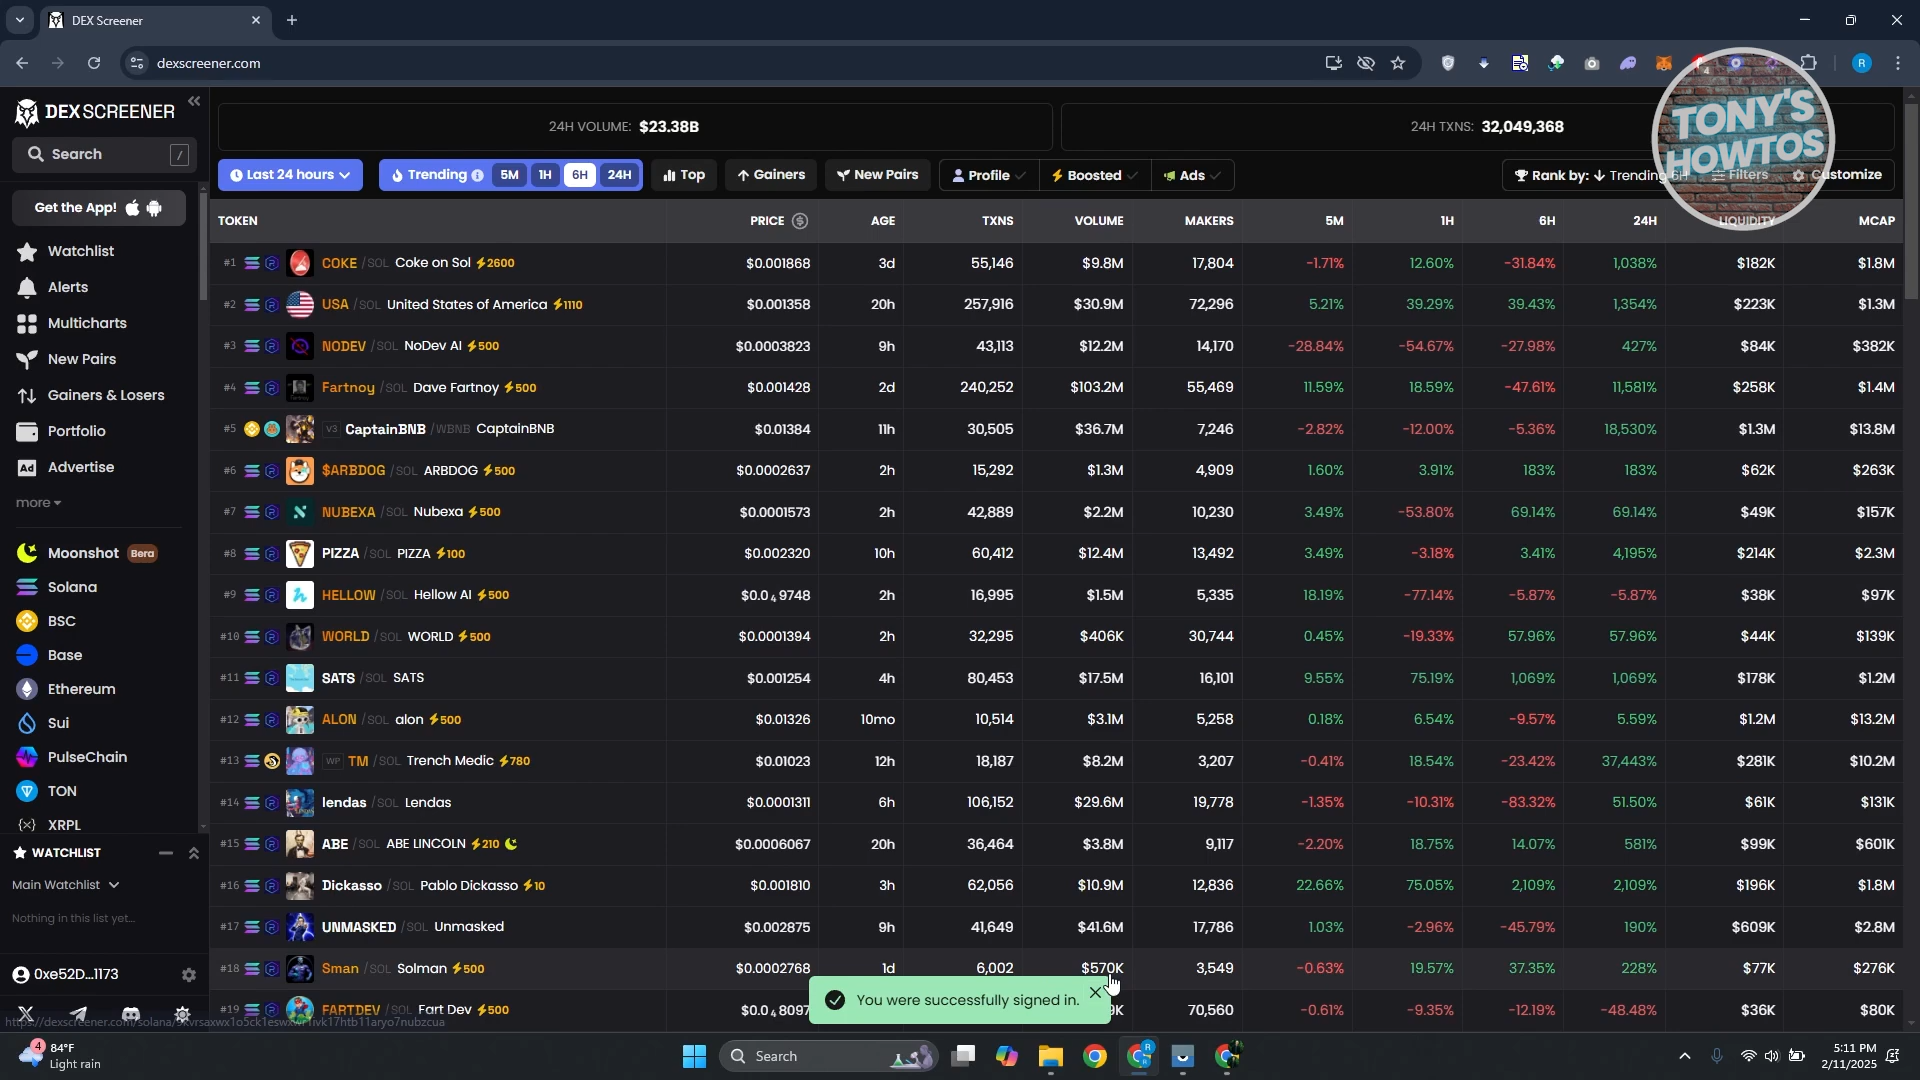 DEX Screener
dexscreener.com
R
TONY'S
HOWTOS
DEX SCREENER
Search /
24H VOLUME: $23.38B
24H TXNS: 32,049,368
Last 24 hours
Trending 5M 1H 6H 24H
Top
Gainers
New Pairs
Profile
Boosted
Ads
Rank by: Trending 6H
Filters
Customize
Get the App!
Watchlist
Alerts
Multicharts
New Pairs
Gainers & Losers
Portfolio
Ad Advertise
more
Moonshot Bera
Solana
BSC
Base
Ethereum
Sui
PulseChain
TON
XRPL
WATCHLIST
Main Watchlist
Nothing in this list yet...
0xe52D...1173
TOKEN PRICE AGE TXNS VOLUME MAKERS 5M 1H 6H 24H LIQUIDITY MCAP
#1 COKE /SOL Coke on Sol 2600 $0.001868 3d 55,146 $9.8M 17,804 -1.71% 12.60% -31.84% 1,038% $182K $1.8M
#2 USA /SOL United States of America 1110 $0.001358 20h 257,916 $30.9M 72,296 5.21% 39.29% 39.43% 1,354% $223K $1.3M
#3 NODEV /SOL NoDev AI 500 $0.0003823 9h 43,113 $12.2M 14,170 -28.84% -54.67% -27.98% 427% $84K $382K
#4 Fartnoy /SOL Dave Fartnoy 500 $0.001428 2d 240,252 $103.2M 55,469 11.59% 18.59% -47.61% 11,581% $258K $1.4M
#5 V3 CaptainBNB /WBNB CaptainBNB $0.01384 11h 30,505 $36.7M 7,246 -2.82% -12.00% -5.36% 18,530% $1.3M $13.8M
#6 $ARBDOG /SOL ARBDOG 500 $0.0002637 2h 15,292 $1.3M 4,909 1.60% 3.91% 183% 183% $62K $263K
#7 NUBEXA /SOL Nubexa 500 $0.0001573 2h 42,889 $2.2M 10,230 3.49% -53.80% 69.14% 69.14% $49K $157K
#8 PIZZA /SOL PIZZA 100 $0.002320 10h 60,412 $12.4M 13,492 3.49% -3.18% 3.41% 4,195% $214K $2.3M
#9 HELLOW /SOL Hellow AI 500 $0.0₄9748 2h 16,995 $1.5M 5,335 18.19% -77.14% -5.87% -5.87% $38K $97K
#10 WORLD /SOL WORLD 500 $0.0001394 2h 32,295 $406K 30,744 0.45% -19.33% 57.96% 57.96% $44K $139K
#11 SATS /SOL SATS $0.001254 4h 80,453 $17.5M 16,101 9.55% 75.19% 1,069% 1,069% $178K $1.2M
#12 ALON /SOL alon 500 $0.01326 10mo 10,514 $3.1M 5,258 0.18% 6.54% -9.57% 5.59% $1.2M $13.2M
#13 WP TM /SOL Trench Medic 780 $0.01023 12h 18,187 $8.2M 3,207 -0.41% 18.54% -23.42% 37,443% $281K $10.2M
#14 lendas /SOL Lendas $0.0001311 6h 106,152 $29.6M 19,778 -1.35% -10.31% -83.32% 51.50% $61K $131K
#15 ABE /SOL ABE LINCOLN 210 $0.0006067 20h 36,464 $3.8M 9,117 -2.20% 18.75% 14.07% 581% $99K $601K
#16 Dickasso /SOL Pablo Dickasso 10 $0.001810 3h 62,056 $10.9M 12,836 22.66% 75.05% 2,109% 2,109% $196K $1.8M
#17 UNMASKED /SOL Unmasked $0.002875 9h 41,649 $41.6M 17,786 1.03% -2.96% -45.79% 190% $609K $2.8M
#18 Sman /SOL Solman 500 $0.0002768 1d 6,002 $570K 3,549 -0.63% 19.57% 37.35% 228% $77K $276K
#19 FARTDEV /SOL Fart Dev 500 $0.0₄8097 70,560 -0.61% -9.35% -12.19% -48.48% $36K $80K
You were successfully signed in.
4
84°F
Light rain
Search
5:11 PM
2/11/2025